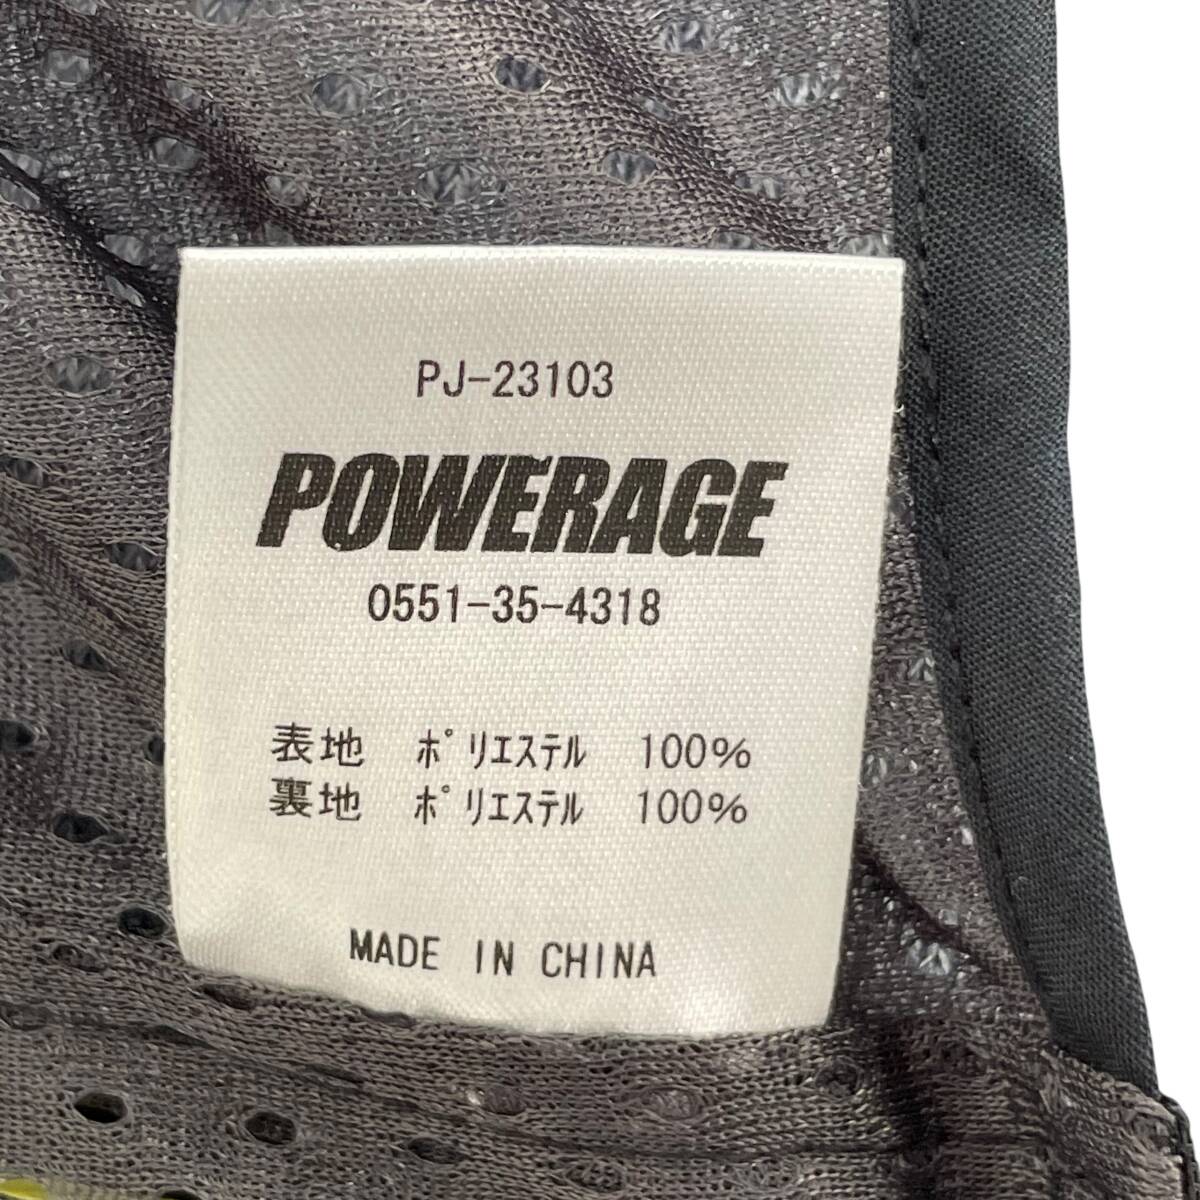 PJ-23103
POWERAGE
0551-35-4318
表地 ポリエステル 100%
裏地 ポリエステル 100%
MADE IN CHINA